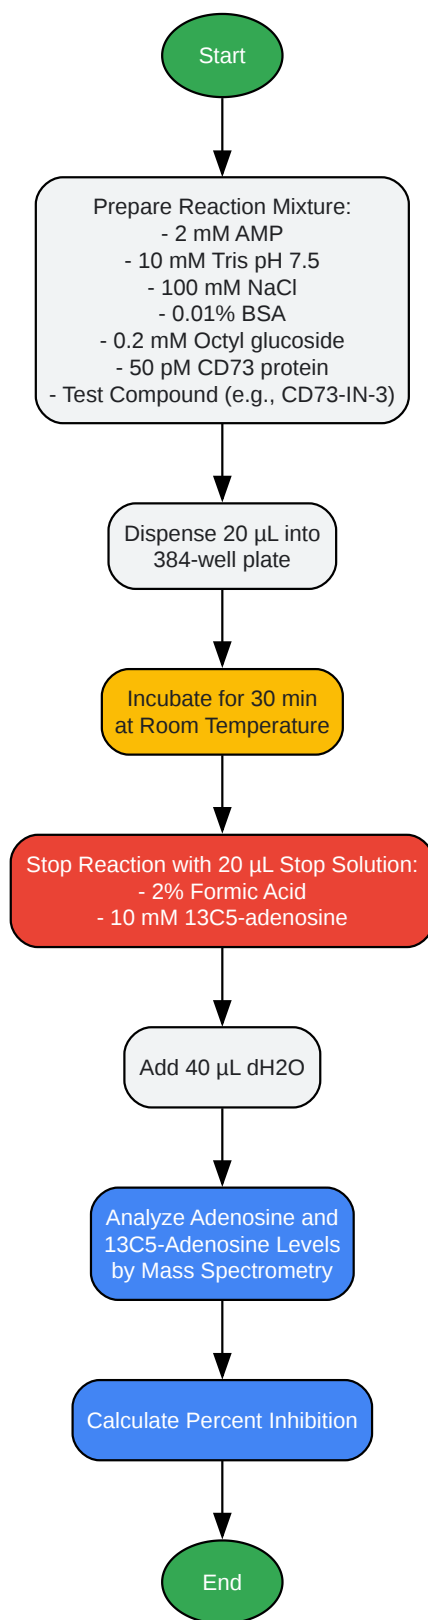 Start
Prepare Reaction Mixture:
- 2 mM AMP
- 10 mM Tris pH 7.5
- 100 mM NaCl
- 0.01% BSA
- 0.2 mM Octyl glucoside
- 50 pM CD73 protein
- Test Compound (e.g., CD73-IN-3)
Dispense 20 µL into
384-well plate
Incubate for 30 min
at Room Temperature
Stop Reaction with 20 µL Stop Solution:
- 2% Formic Acid
- 10 mM 13C5-adenosine
Add 40 µL dH2O
Analyze Adenosine and
13C5-Adenosine Levels
by Mass Spectrometry
Calculate Percent Inhibition
End